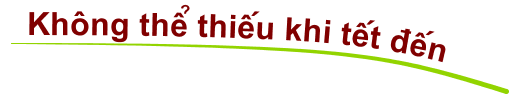 Không thể thiếu khi tết đến